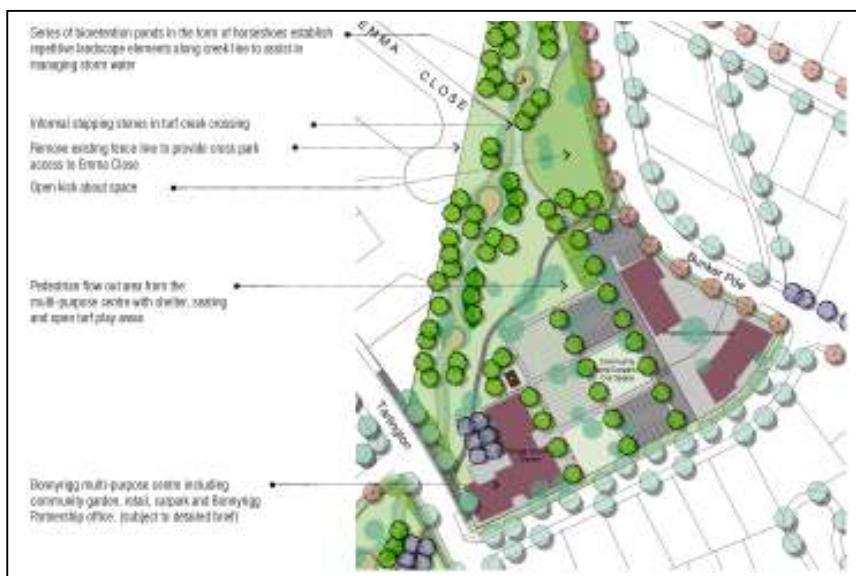 Series of bioretention ponds in the form of horseshoes establish
repetitive landscape elements along creek line to assist in
managing storm water
EMMA
CLOSE
Informal stepping stones in turf creek crossing
Remove existing fence line to provide cross park
access to Emma Close
Open kick about space
Pedestrian flow out area from the
multi-purpose centre with shelter, seating
and open turf play areas
Bunker Pde
Community
Tarlington
Bonnyrigg multi-purpose centre including
community garden, retail, carpark and Bonnyrigg
Partnership office, (subject to detailed brief)